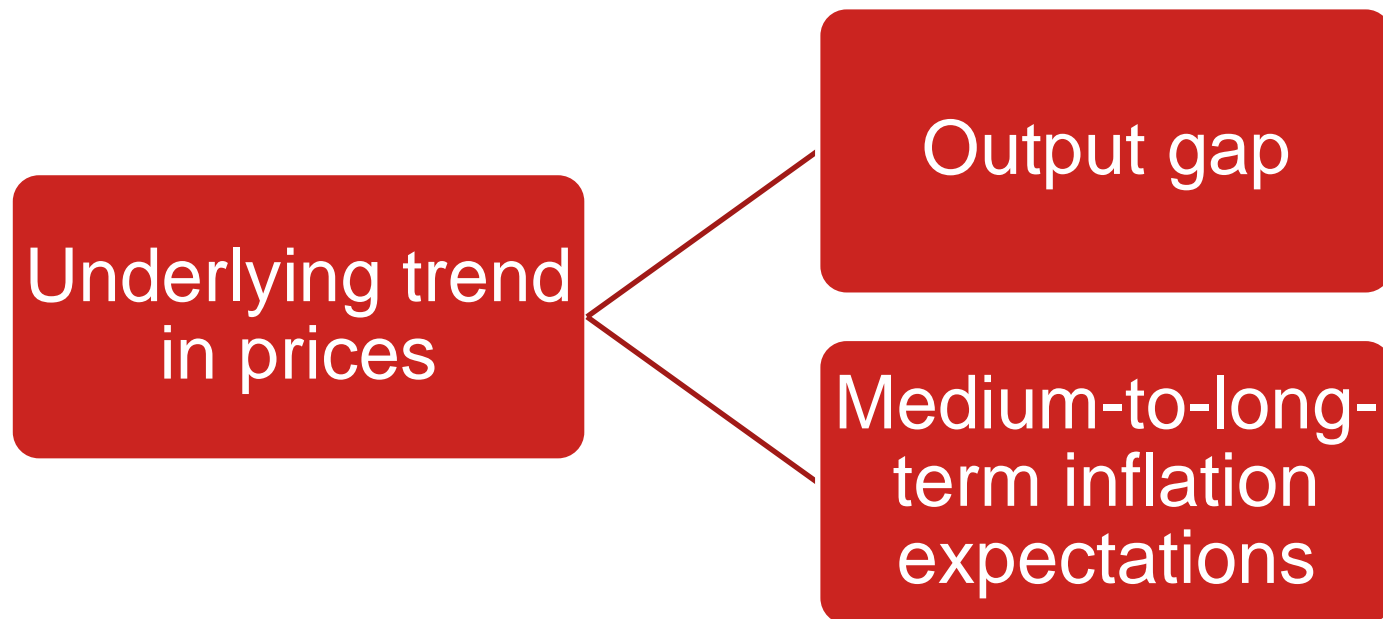 Underlying trend
in prices
Output gap
Medium-to-long-
term inflation
expectations